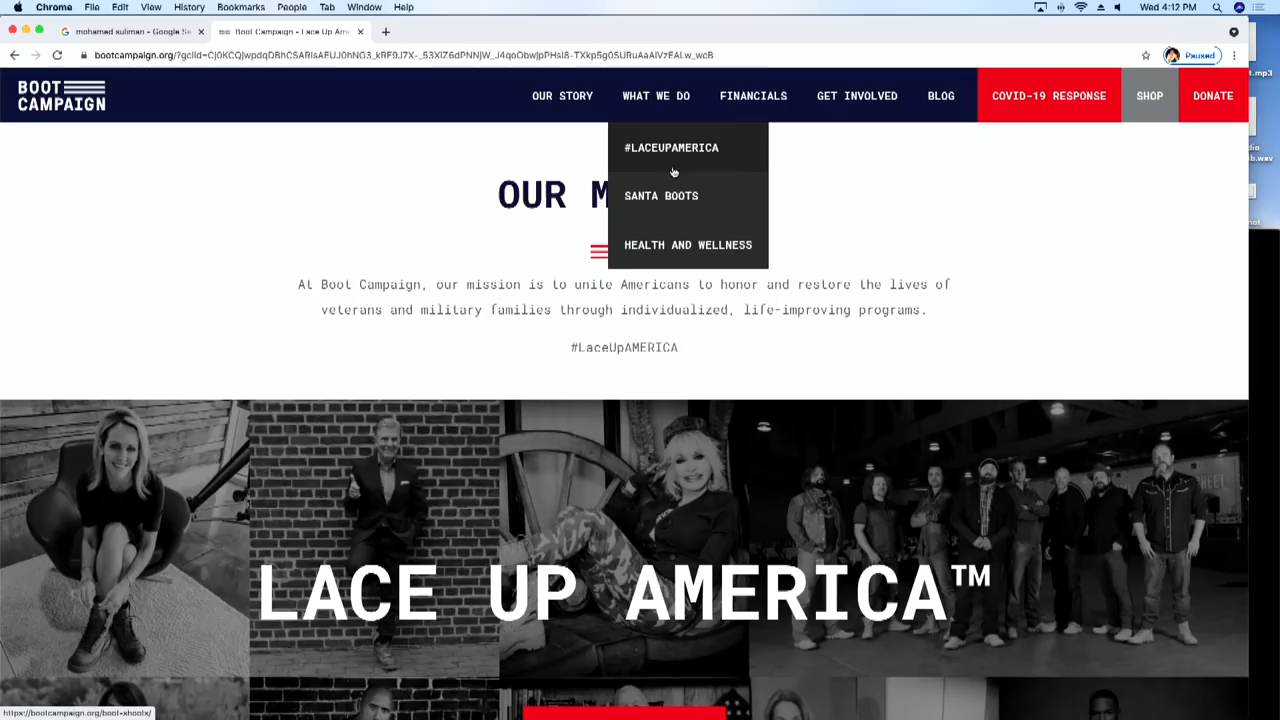 Chrome File Edit View History Bookmarks People Tab Window Help Wed 4:12 PM
mohamed suliman - Google Se Boot Campaign - Lace Up Am
Paused
BOOT CAMPAIGN
OUR STORY WHAT WE DO FINANCIALS GET INVOLVED BLOG COVID-19 RESPONSE SHOP DONATE
#LACEUPAMERICA
SANTA BOOTS
HEALTH AND WELLNESS
OUR M
At Boot Campaign, our mission is to unite Americans to honor and restore the lives of
veterans and military families through individualized, life-improving programs.
#LaceUpAMERICA
LACE UP AMERICA™
https://bootcampaign.org/boot-shoots/